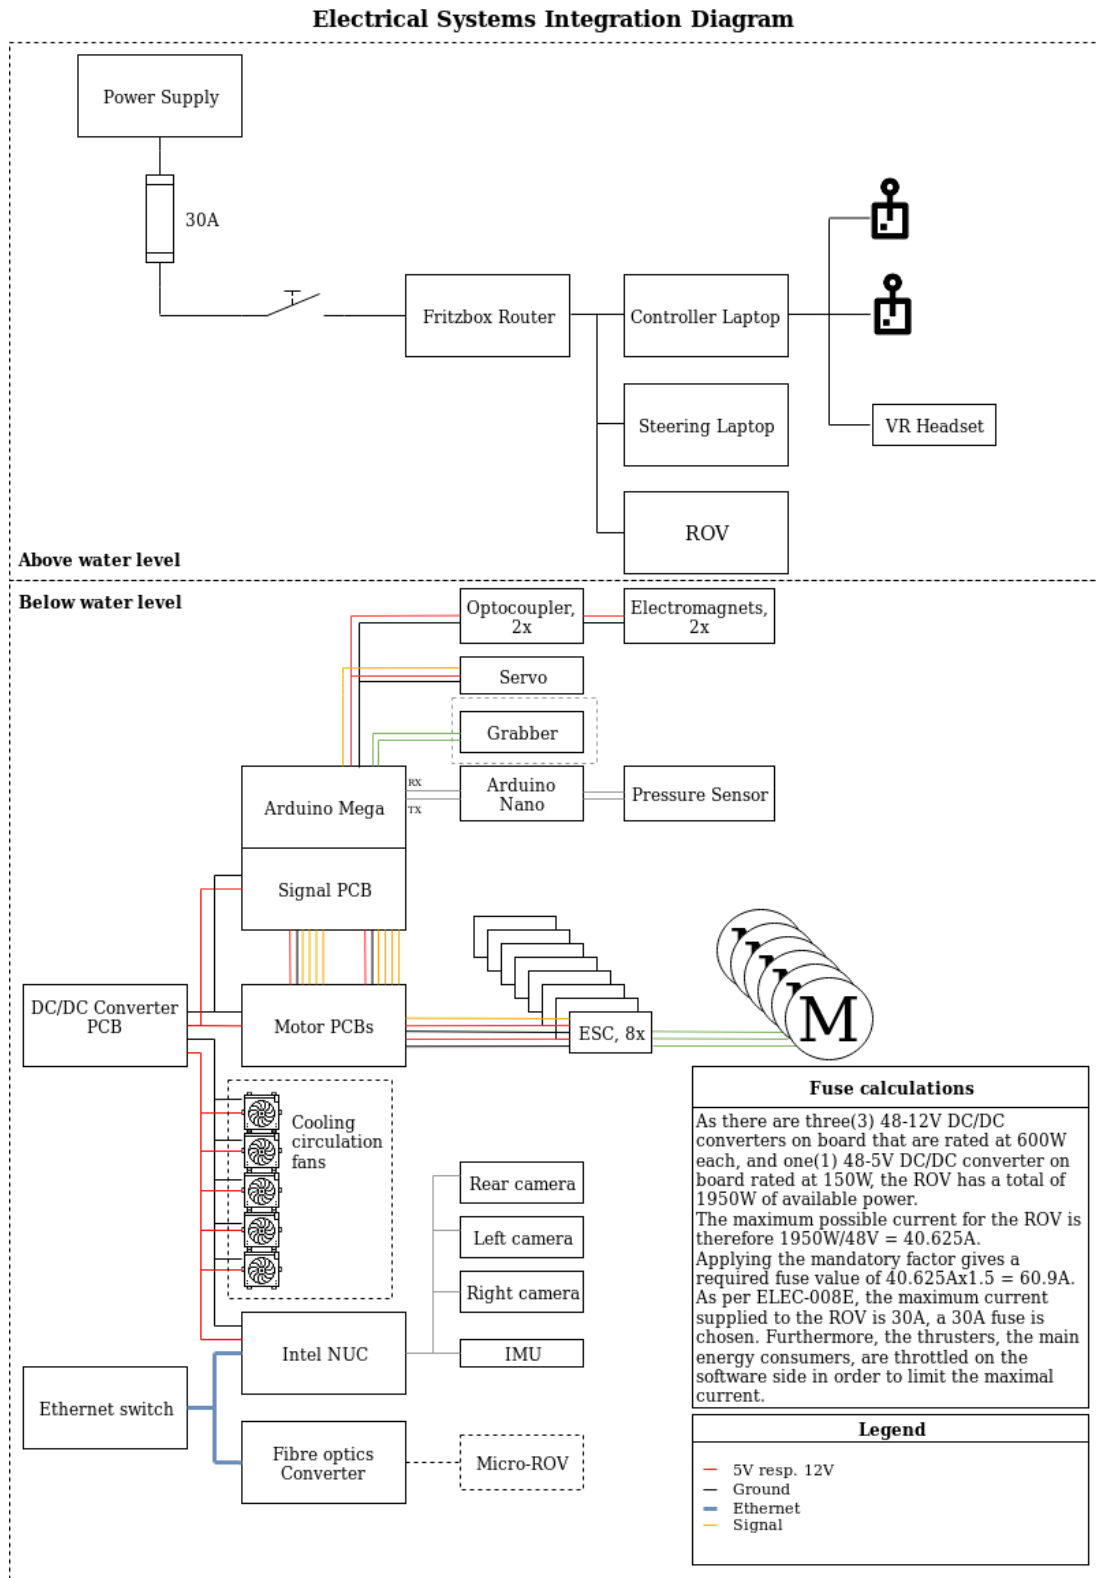 Electrical Systems Integration Diagram
Power Supply
30A
Fritzbox Router
Controller Laptop
Steering Laptop
VR Headset
ROV
Above water level
Below water level
Optocoupler,
2x
Electromagnets,
2x
Servo
Grabber
Arduino Mega
RX
TX
Arduino
Nano
Pressure Sensor
Signal PCB
DC/DC Converter
PCB
Motor PCBs
ESC, 8x
M
Cooling
circulation
fans
Rear camera
Left camera
Right camera
IMU
Intel NUC
Ethernet switch
Fibre optics
Converter
Micro-ROV
Fuse calculations
As there are three(3) 48-12V DC/DC
converters on board that are rated at 600W
each, and one(1) 48-5V DC/DC converter on
board rated at 150W, the ROV has a total of
1950W of available power.
The maximum possible current for the ROV is
therefore 1950W/48V = 40.625A.
Applying the mandatory factor gives a
required fuse value of 40.625Ax1.5 = 60.9A.
As per ELEC-008E, the maximum current
supplied to the ROV is 30A, a 30A fuse is
chosen. Furthermore, the thrusters, the main
energy consumers, are throttled on the
software side in order to limit the maximal
current.
Legend
5V resp. 12V
Ground
Ethernet
Signal